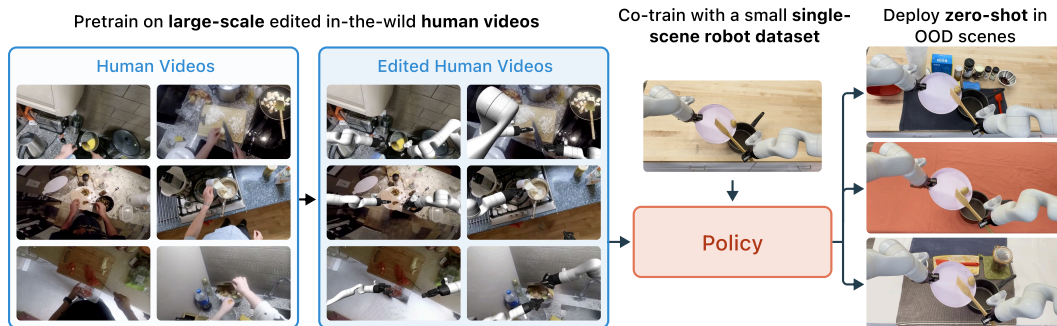 Pretrain on large-scale edited in-the-wild human videos
Human Videos
Edited Human Videos
Co-train with a small single-
scene robot dataset
Policy
Deploy zero-shot in
OOD scenes